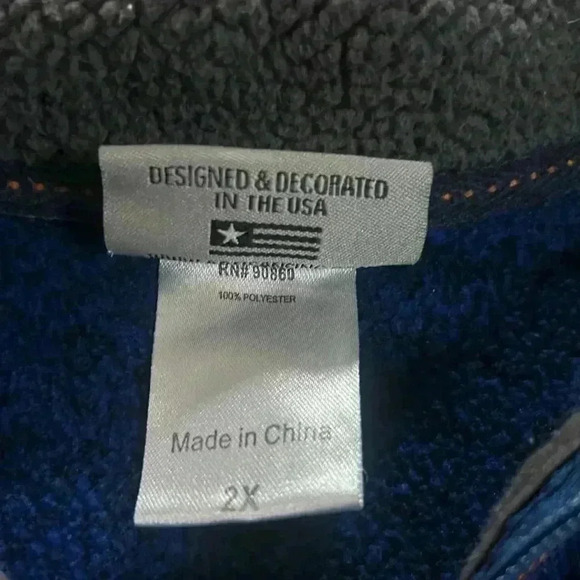 DESIGNED & DECORATED
IN THE USA
RN# 90860
100% POLYESTER
Made in China
2X